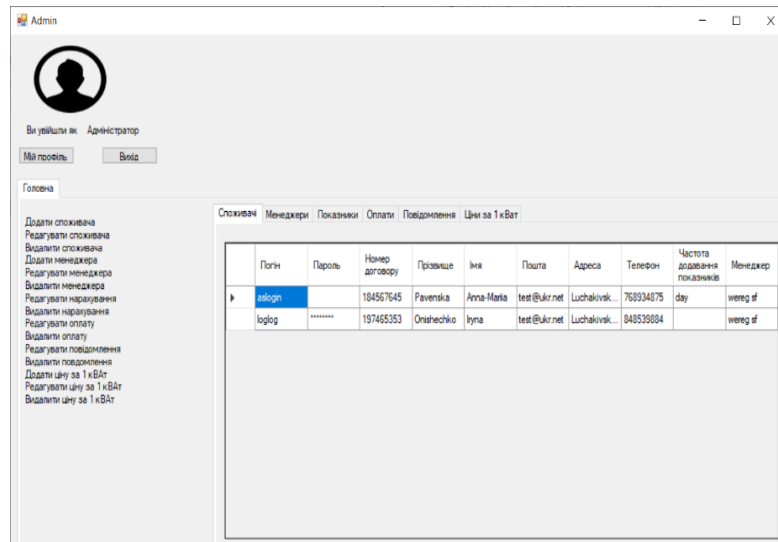 Admin
Ви увійшли як Адміністратор
Мій профіль Вихід
Головна
Додати споживача
Редагувати споживача
Видалити споживача
Додати менеджера
Редагувати менеджера
Видалити менеджера
Редагувати нарахування
Видалити нарахування
Редагувати оплату
Видалити оплату
Редагувати повідомлення
Видалити повдомлення
Додати ціну за 1 кВАт
Редагувати ціну за 1 кВАт
Видалити ціну за 1 кВАт
Споживачі Менеджери Показники Оплати Повідомлення Ціни за 1 кВат
Логін Пароль Номер договору Прізвище Імя Пошта Адреса Телефон Частота додавання показників Менеджер
aslogin 184567645 Pavenska Anna-Mariia test@ukr.net Luchakivsk... 768934875 day wereg sf
loglog ******** 197465353 Onishechko Iryna test@ukr.net Luchakivsk... 848539884 wereg sf